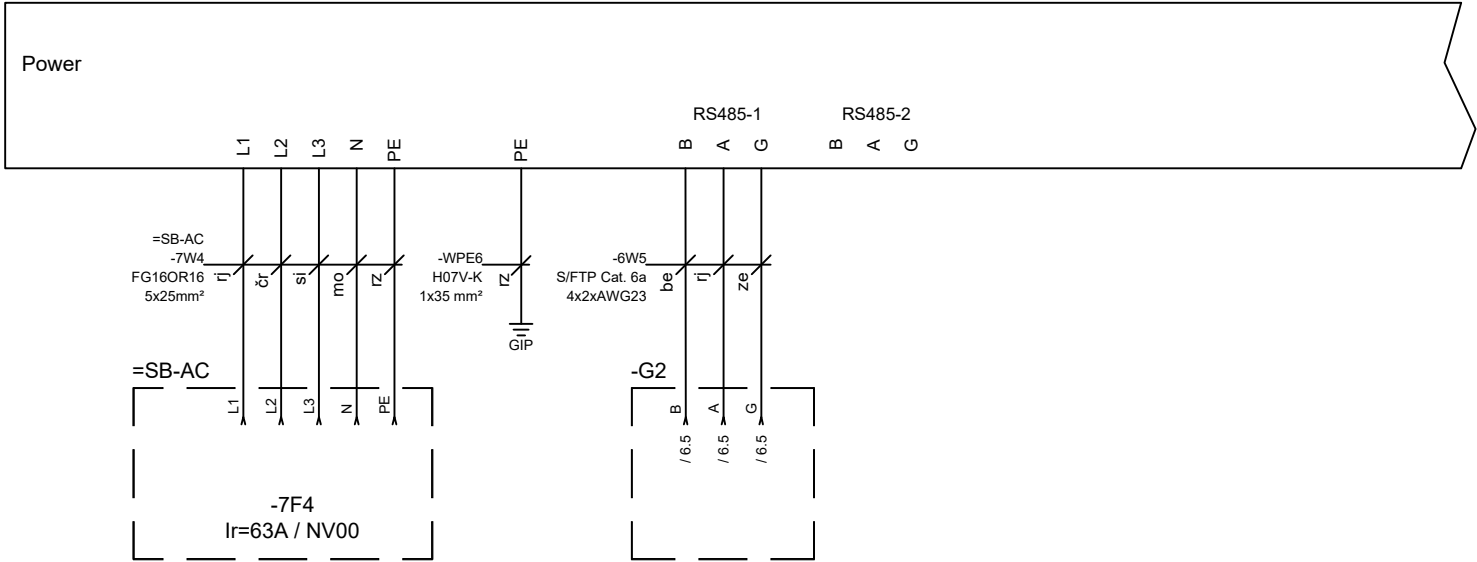 Power
RS485-1 RS485-2
L1 L2 L3 N PE PE B A G B A G
=SB-AC
-7W4
FG16OR16
5x25mm²
rj čr si mo rz
-WPE6
H07V-K
1x35 mm²
rz
GIP
-6W5
S/FTP Cat. 6a
4x2xAWG23
be rj ze
=SB-AC
L1 L2 L3 N PE
-7F4
Ir=63A / NV00
-G2
B A G
/ 6.5 / 6.5 / 6.5